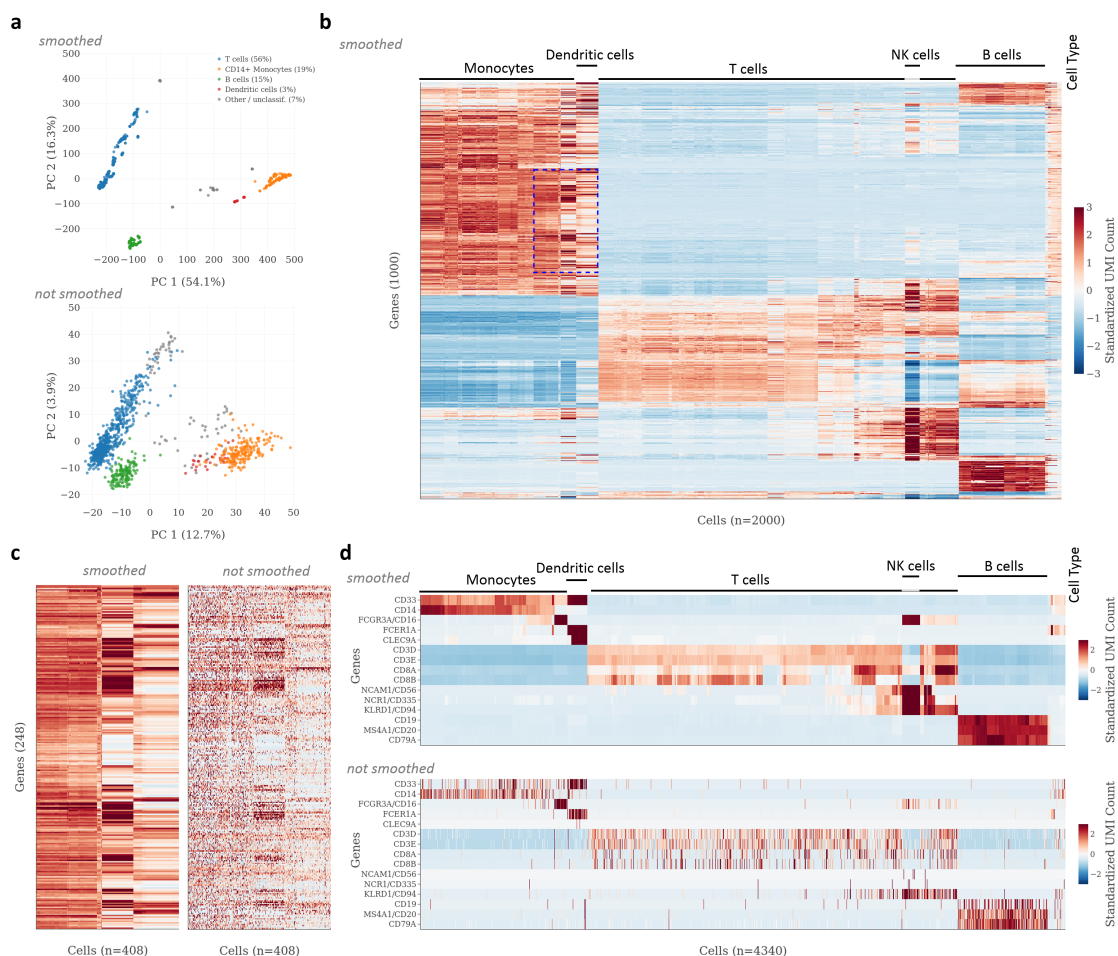 a
smoothed
500
400
300
200
100
0
−100
−200
PC 2 (16.3%)
T cells (56%)
CD14+ Monocytes (19%)
B cells (15%)
Dendritic cells (3%)
Other / unclassif. (7%)
−200 −100 0 100 200 300 400 500
PC 1 (54.1%)
not smoothed
50
40
30
20
10
0
−10
−20
PC 2 (3.9%)
−20 −10 0 10 20 30 40 50
PC 1 (12.7%)
b
smoothed
Dendritic cells
Monocytes
T cells
NK cells
B cells
Cell Type
Genes (1000)
Cells (n=2000)
3
2
1
0
−1
−2
−3
Standardized UMI Count
c
smoothed
not smoothed
Genes (248)
Cells (n=408)
Cells (n=408)
d
smoothed
Dendritic cells
Monocytes
T cells
NK cells
B cells
Cell Type
CD33
CD14
FCGR3A/CD16
FCER1A
CLEC9A
CD3D
CD3E
CD8A
CD8B
NCAM1/CD56
NCR1/CD335
KLRD1/CD94
CD19
MS4A1/CD20
CD79A
Genes
2
0
−2
Standardized UMI Count
not smoothed
CD33
CD14
FCGR3A/CD16
FCER1A
CLEC9A
CD3D
CD3E
CD8A
CD8B
NCAM1/CD56
NCR1/CD335
KLRD1/CD94
CD19
MS4A1/CD20
CD79A
Genes
2
0
−2
Standardized UMI Count
Cells (n=4340)